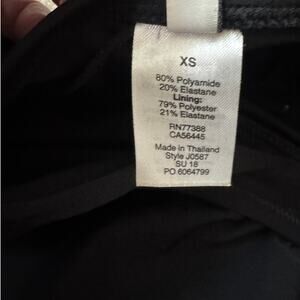 XS
80% Polyamide
20% Elastane
Lining:
79% Polyester
21% Elastane
RN77388
CA56445
Made in Thailand
Style J0587
SU 18
PO 6064799